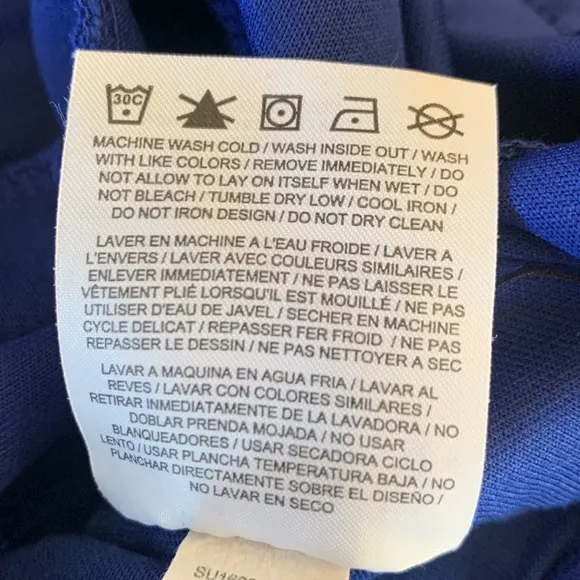 30C
MACHINE WASH COLD / WASH INSIDE OUT / WASH
WITH LIKE COLORS / REMOVE IMMEDIATELY / DO
NOT ALLOW TO LAY ON ITSELF WHEN WET / DO
NOT BLEACH / TUMBLE DRY LOW / COOL IRON /
DO NOT IRON DESIGN / DO NOT DRY CLEAN
LAVER EN MACHINE A L'EAU FROIDE / LAVER A
L'ENVERS / LAVER AVEC COULEURS SIMILAIRES /
ENLEVER IMMÉDIATEMENT / NE PAS LAISSER LE
VÊTEMENT PLIÉ LORSQU'IL EST MOUILLÉ / NE PAS
UTILISER D'EAU DE JAVEL / SECHER EN MACHINE
CYCLE DELICAT / REPASSER FER FROID / NE PAS
REPASSER LE DESSIN / NE PAS NETTOYER A SEC
LAVAR A MAQUINA EN AGUA FRIA / LAVAR AL
REVES / LAVAR CON COLORES SIMILARES /
RETIRAR INMEDIATAMENTE DE LA LAVADORA / NO
DOBLAR PRENDA MOJADA / NO USAR
BLANQUEADORES / USAR SECADORA CICLO
LENTO / USAR PLANCHA TEMPERATURA BAJA / NO
PLANCHAR DIRECTAMENTE SOBRE EL DISEÑO /
NO LAVAR EN SECO